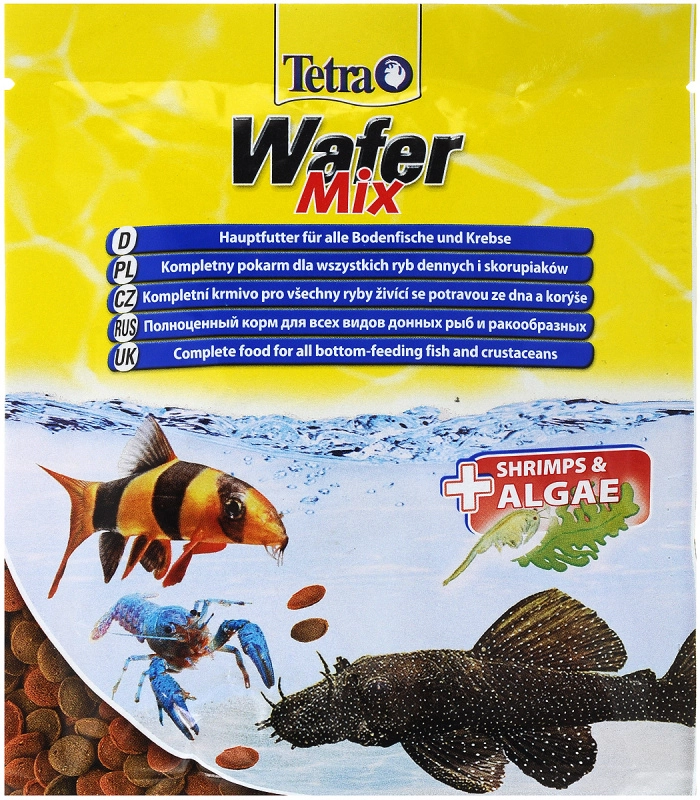 Tetra
Wafer
Mix
D Hauptfutter für alle Bodenfische und Krebse
PL Kompletny pokarm dla wszystkich ryb dennych i skorupiaków
CZ Kompletní krmivo pro všechny ryby živící se potravou ze dna a korýše
RUS Полноценный корм для всех видов донных рыб и ракообразных
UK Complete food for all bottom-feeding fish and crustaceans
+ SHRIMPS &
ALGAE